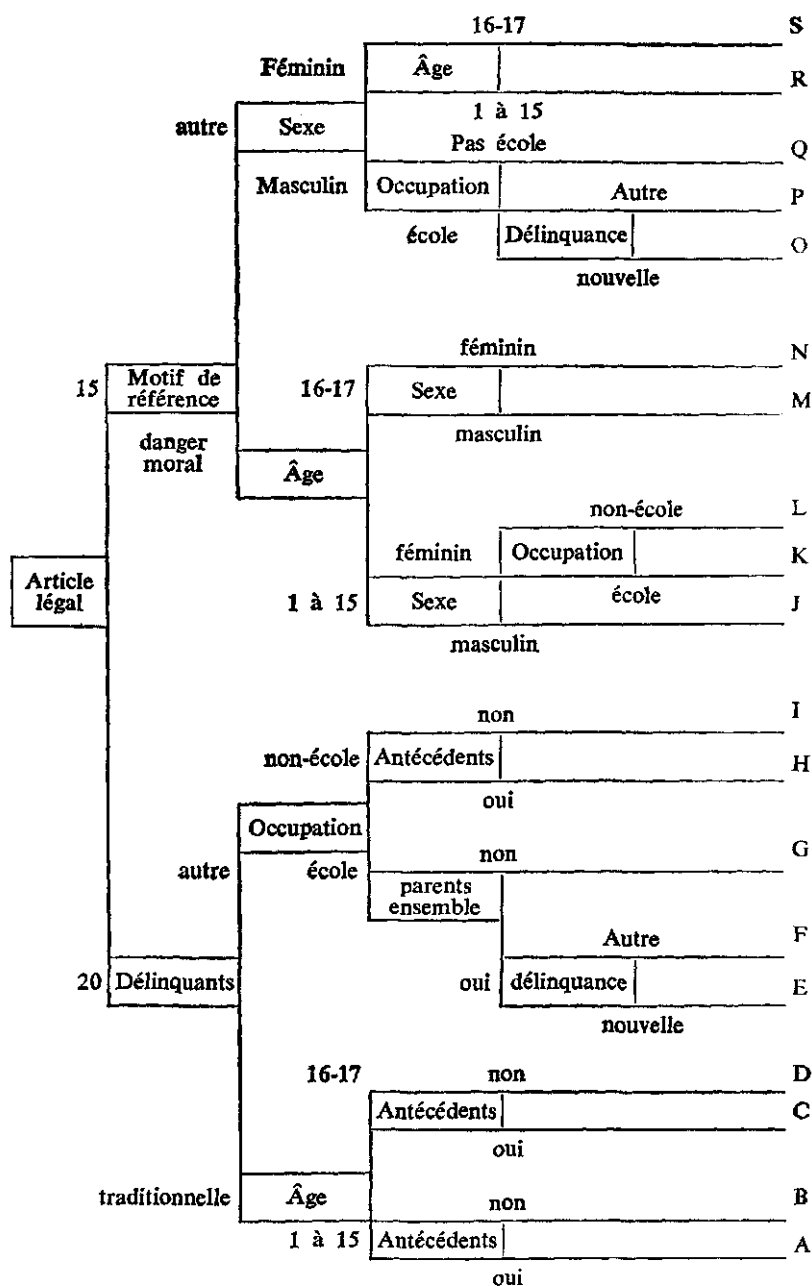 16-17 S
Féminin Âge R
autre Sexe 1 à 15
Pas école Q
Masculin Occupation Autre P
école Délinquance O
nouvelle
féminin N
15 Motif de référence 16-17 Sexe M
danger moral masculin
Âge
non-école L
féminin Occupation K
Article légal 1 à 15 Sexe école J
masculin
non I
non-école Antécédents H
oui
Occupation
autre école non G
parents ensemble
Autre F
20 Délinquants oui délinquance E
nouvelle
16-17 non D
Antécédents C
oui
traditionnelle Âge non B
1 à 15 Antécédents A
oui